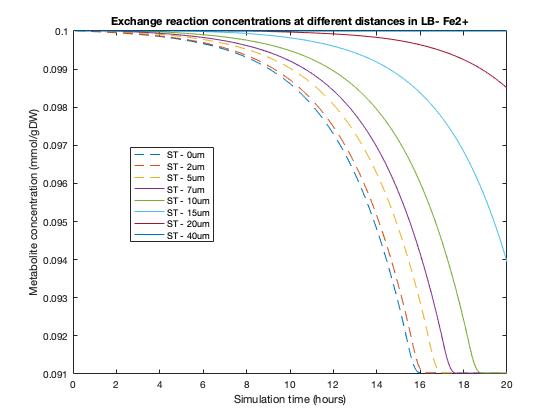 Exchange reaction concentrations at different distances in LB- Fe2+
Metabolite concentration (mmol/gDW)
0.1
0.099
0.098
0.097
0.096
0.095
0.094
0.093
0.092
0.091
ST - 0um
ST - 2um
ST - 5um
ST - 7um
ST - 10um
ST - 15um
ST - 20um
ST - 40um
0 2 4 6 8 10 12 14 16 18 20
Simulation time (hours)